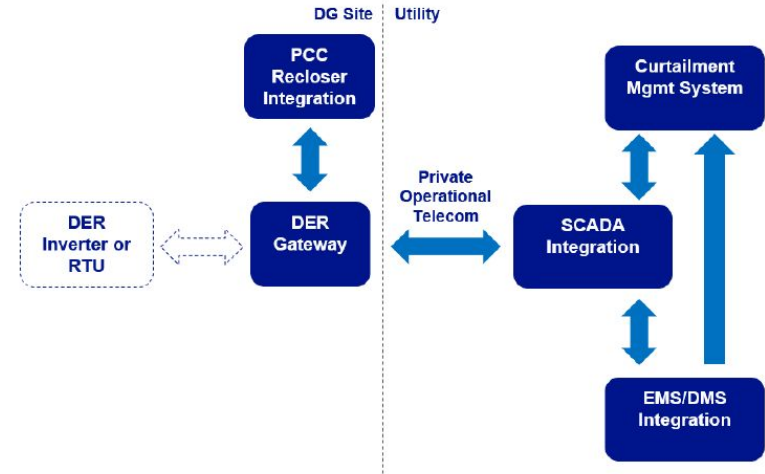 DG Site
Utility
PCC
Recloser
Integration
Curtailment
Mgmt System
Private
Operational
Telecom
DER
Inverter or
RTU
DER
Gateway
SCADA
Integration
EMS/DMS
Integration